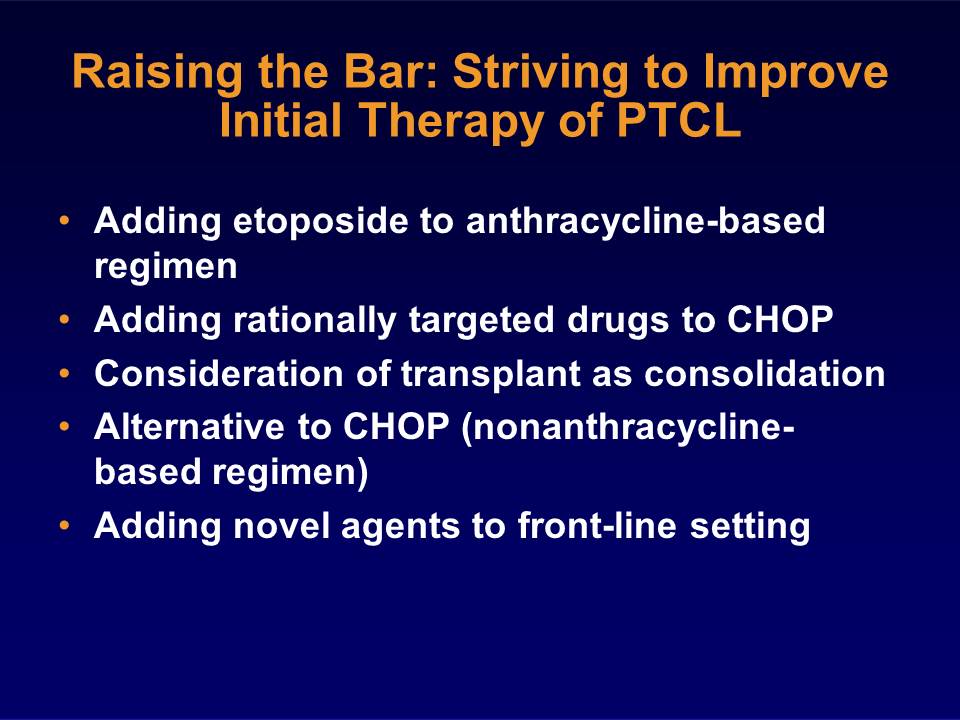 Raising the Bar: Striving to Improve
Initial Therapy of PTCL
• Adding etoposide to anthracycline-based
regimen
• Adding rationally targeted drugs to CHOP
• Consideration of transplant as consolidation
• Alternative to CHOP (nonanthracycline-
based regimen)
• Adding novel agents to front-line setting